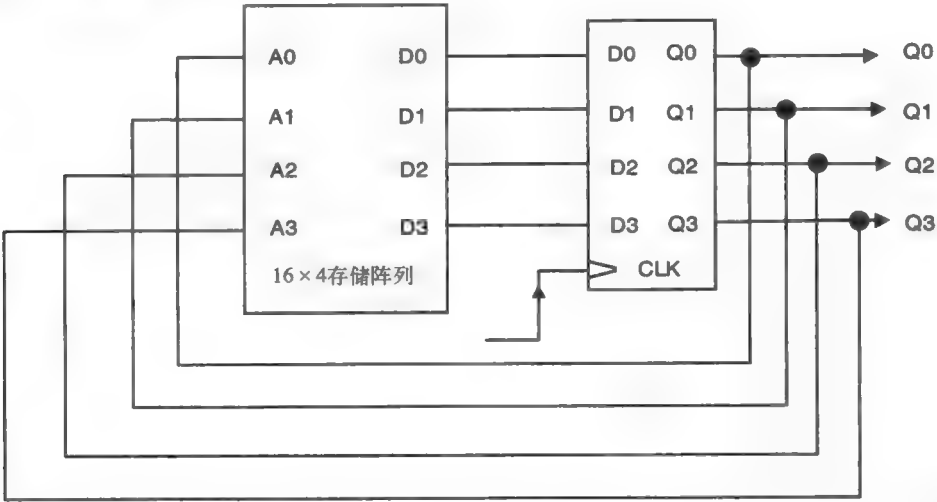 A0 D0 D0 Q0 Q0
A1 D1 D1 Q1 Q1
A2 D2 D2 Q2 Q2
A3 D3 D3 Q3 Q3
16×4存储阵列 CLK